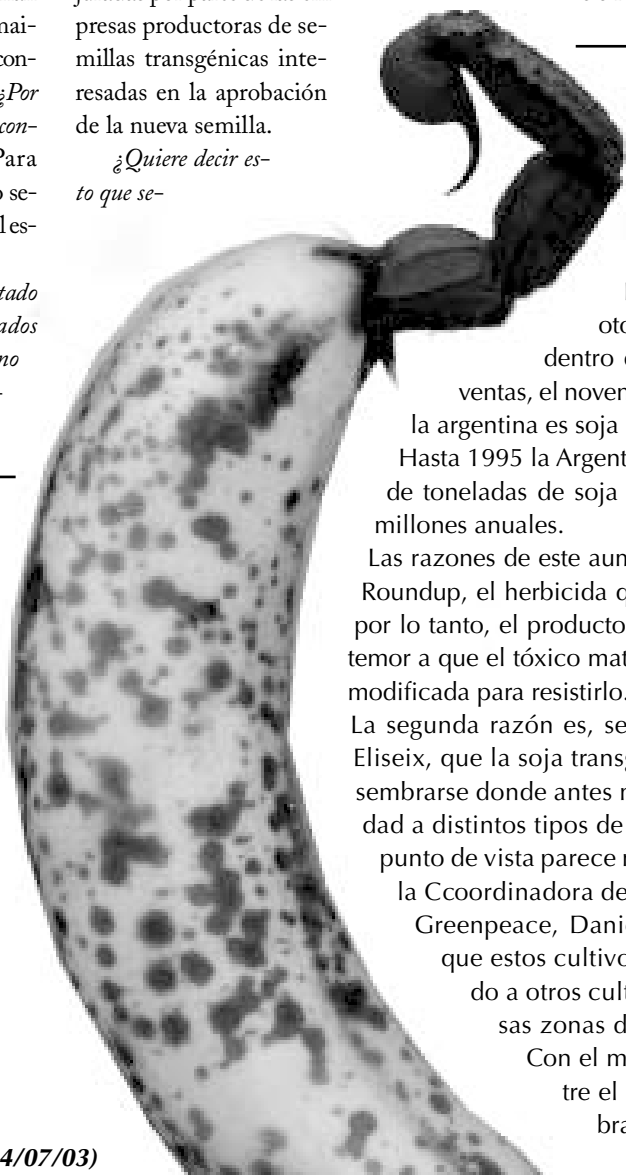 nai-
con-
¿Por
con-
Para
o se-
les-
tado
ados
no
-
presas productoras de se-
millas transgénicas inte-
resadas en la aprobación
de la nueva semilla.
¿Quiere decir es-
to que se-
oto
dentro
ventas, el noven
la argentina es soja
Hasta 1995 la Argent
de toneladas de soja
millones anuales.
Las razones de este aum
Roundup, el herbicida q
por lo tanto, el producto
temor a que el tóxico mat
modificada para resistirlo.
La segunda razón es, se
Eliseix, que la soja transg
sembrarse donde antes n
dad a distintos tipos de
punto de vista parece
la Ccoordinadora de
Greenpeace, Dani
que estos cultivo
do a otros cult
sas zonas d
Con el m
tre el
bra
4/07/03)